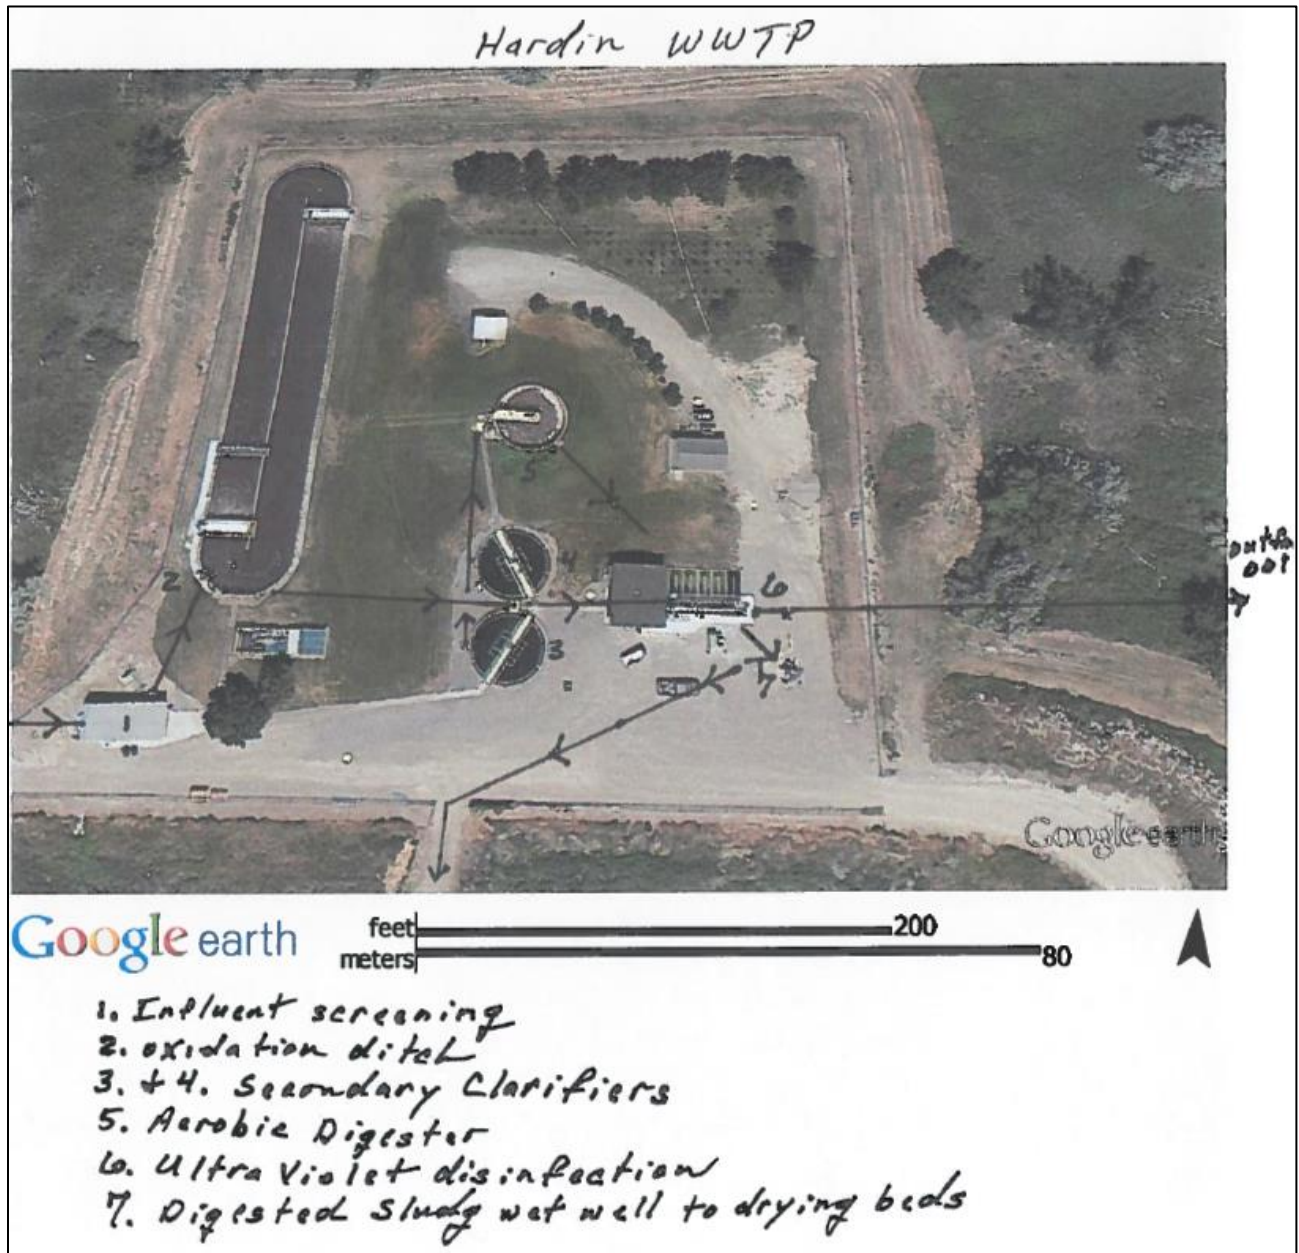 Hardin WWTP
2
5
4
3
6
7
1
001
Google earth
Google earth
feet 200
meters 80
1. Influent screening
2. oxidation ditch
3. + 4. Secondary Clarifiers
5. Aerobic Digester
6. Ultra Violet disinfection
7. Digested Sludg wet well to drying beds